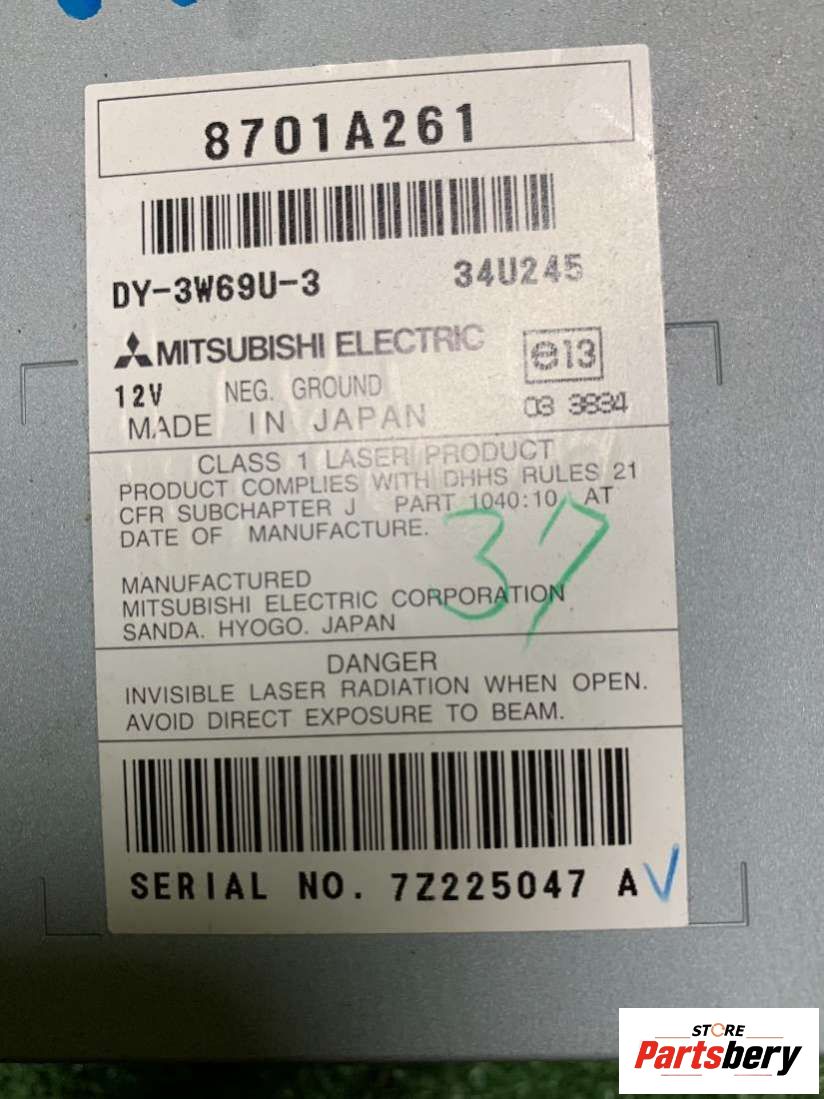 8701A261
DY-3W69U-3 34U245
MITSUBISHI ELECTRIC e13
12V NEG. GROUND 03 3834
MADE IN JAPAN
CLASS 1 LASER PRODUCT
PRODUCT COMPLIES WITH DHHS RULES 21
CFR SUBCHAPTER J PART 1040:10, AT
DATE OF MANUFACTURE.
37
MANUFACTURED
MITSUBISHI ELECTRIC CORPORATION
SANDA. HYOGO. JAPAN
DANGER
INVISIBLE LASER RADIATION WHEN OPEN.
AVOID DIRECT EXPOSURE TO BEAM.
SERIAL NO. 7Z225047 A
STORE
Partsbery